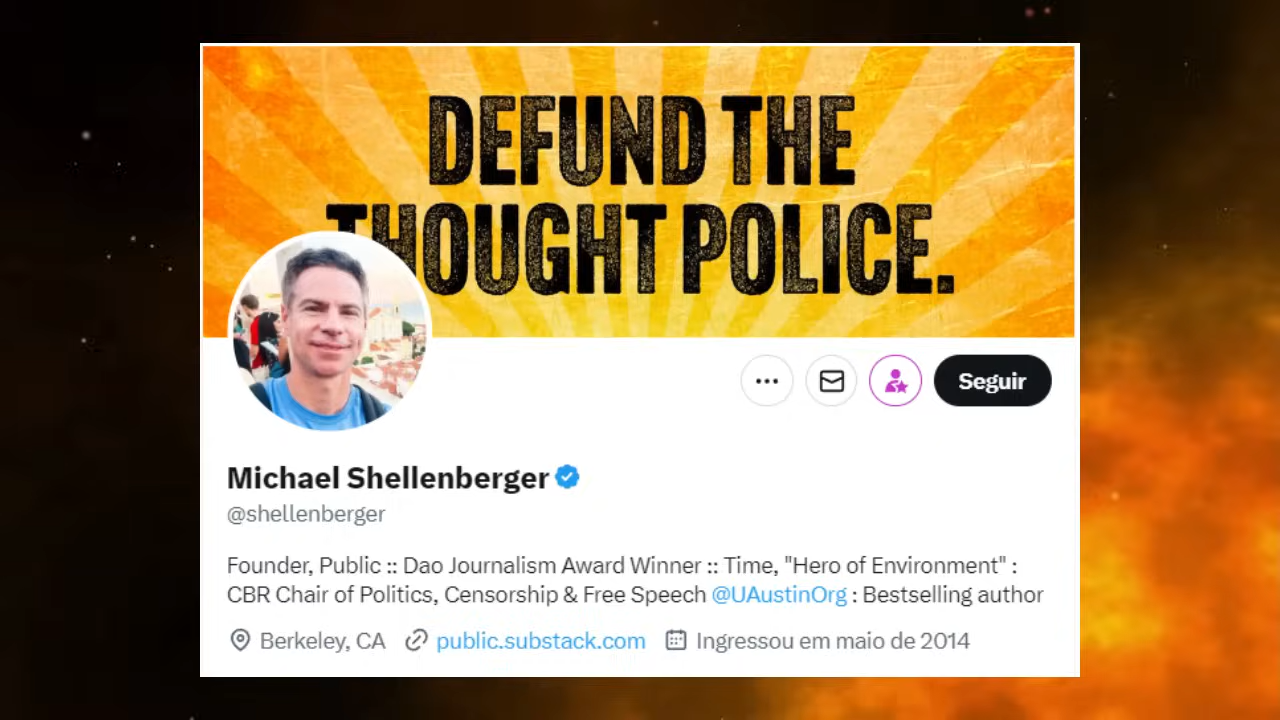 DEFUND THE
THOUGHT POLICE.
Seguir
Michael Shellenberger
@shellenberger
Founder, Public :: Dao Journalism Award Winner :: Time, "Hero of Environment" :
CBR Chair of Politics, Censorship & Free Speech @UAustinOrg : Bestselling author
Berkeley, CA public.substack.com Ingressou em maio de 2014